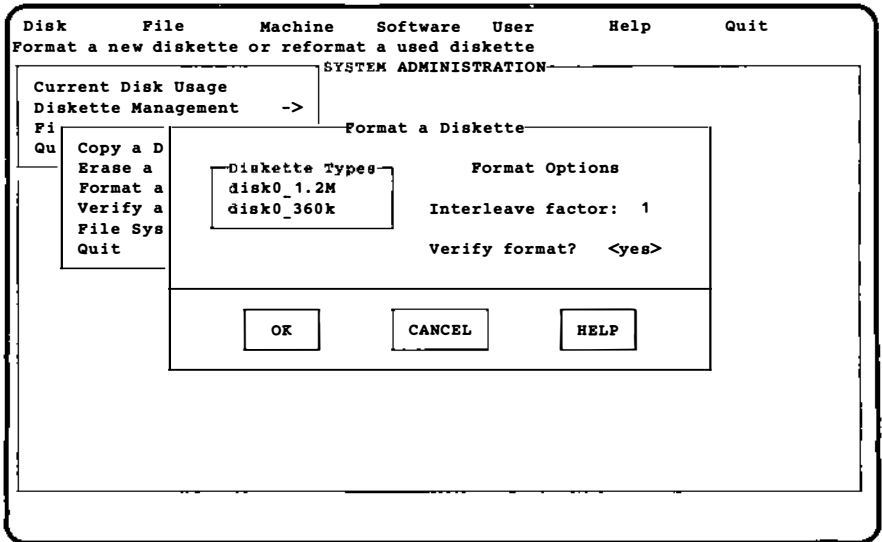 Disk File Machine Software User Help Quit
Format a new diskette or reformat a used diskette
SYSTEM ADMINISTRATION
Current Disk Usage
Diskette Management ->
Fi
Qu
Copy a D
Erase a
Format a
Verify a
File Sys
Quit
Format a Diskette
Diskette Types
disk0_1.2M
disk0_360k
Format Options
Interleave factor: 1
Verify format? <yes>
OK CANCEL HELP